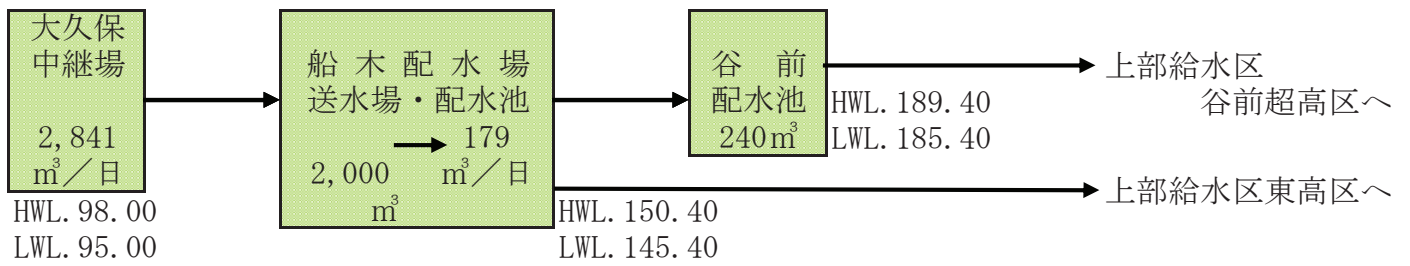 大久保
中継場
2,841
㎥／日
HWL.98.00
LWL.95.00
船木配水場
送水場・配水池
179
2,000 ㎥／日
㎥
HWL.150.40
LWL.145.40
谷 前
配水池
240㎥
HWL.189.40
LWL.185.40
上部給水区
谷前超高区へ
上部給水区東高区へ